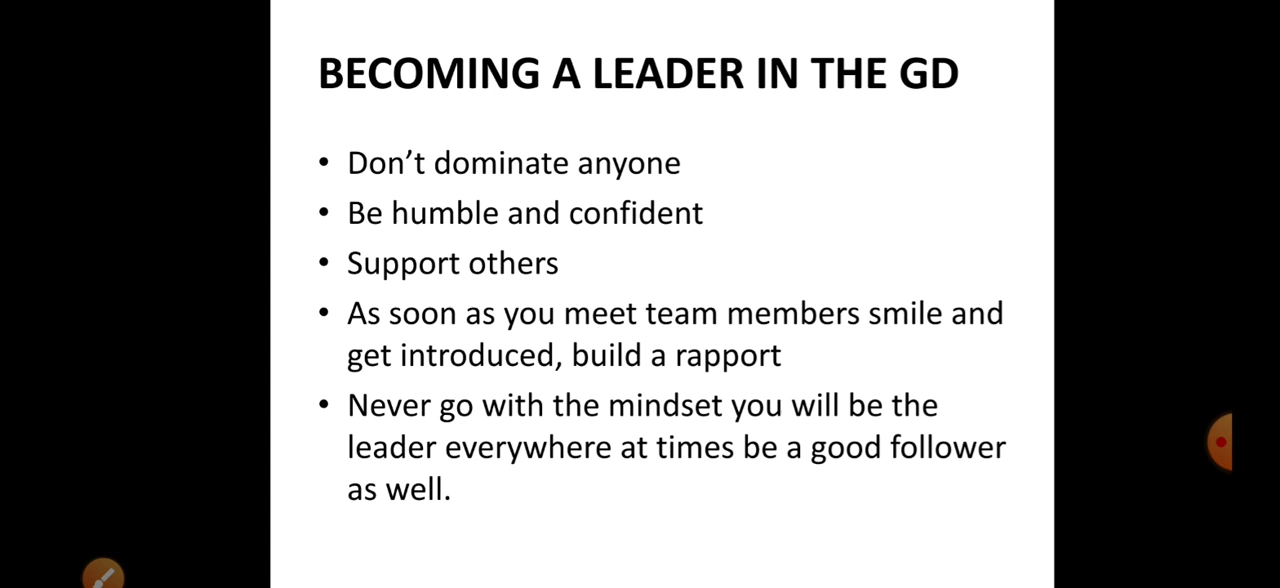 BECOMING A LEADER IN THE GD
• Don’t dominate anyone
• Be humble and confident
• Support others
• As soon as you meet team members smile and
get introduced, build a rapport
• Never go with the mindset you will be the
leader everywhere at times be a good follower
as well.